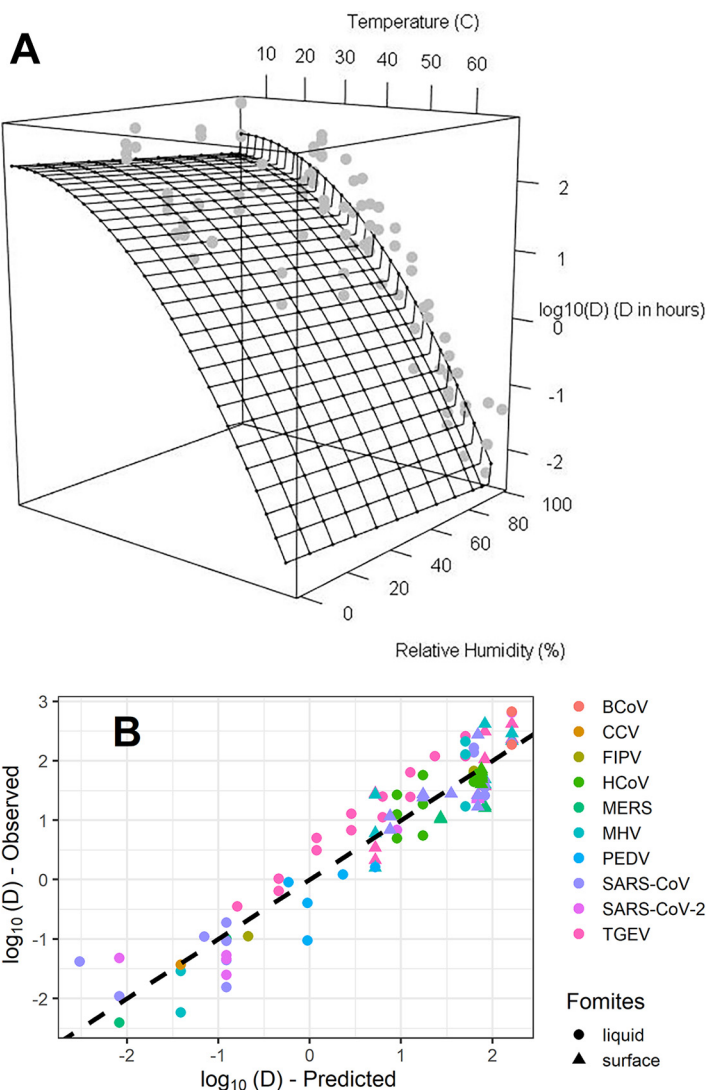 A
Temperature (C)
10 20 30 40 50 60
2
1
log10(D) (D in hours)
0
-1
-2
100
80
60
40
20
0
Relative Humidity (%)
B
3
2
1
0
-1
-2
log10 (D) - Observed
-2 -1 0 1 2
log10 (D) - Predicted
BCoV
CCV
FIPV
HCoV
MERS
MHV
PEDV
SARS-CoV
SARS-CoV-2
TGEV
Fomites
liquid
surface